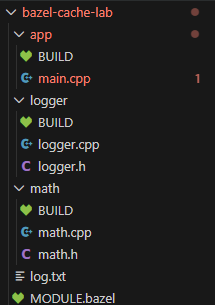 bazel-cache-lab
app
BUILD
main.cpp 1
logger
BUILD
logger.cpp
logger.h
math
BUILD
math.cpp
math.h
log.txt
MODULE.bazel